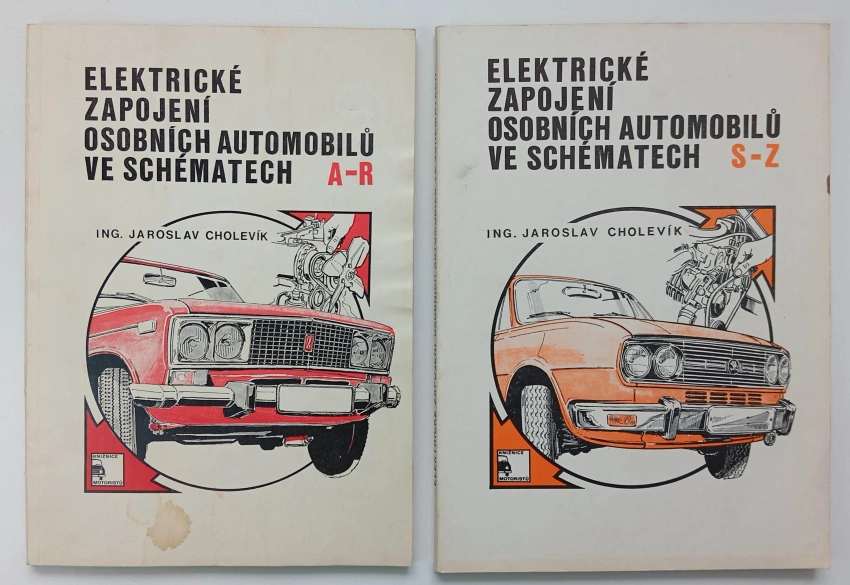 ELEKTRICKÉ
ZAPOJENÍ
OSOBNÍCH AUTOMOBILŮ
VE SCHÉMATECH A-R
ING. JAROSLAV CHOLEVÍK
KNIŽNICE
MOTORISTŮ
ELEKTRICKÉ
ZAPOJENÍ
OSOBNÍCH AUTOMOBILŮ
VE SCHÉMATECH S-Z
ING. JAROSLAV CHOLEVÍK
KNIŽNICE
MOTORISTŮ